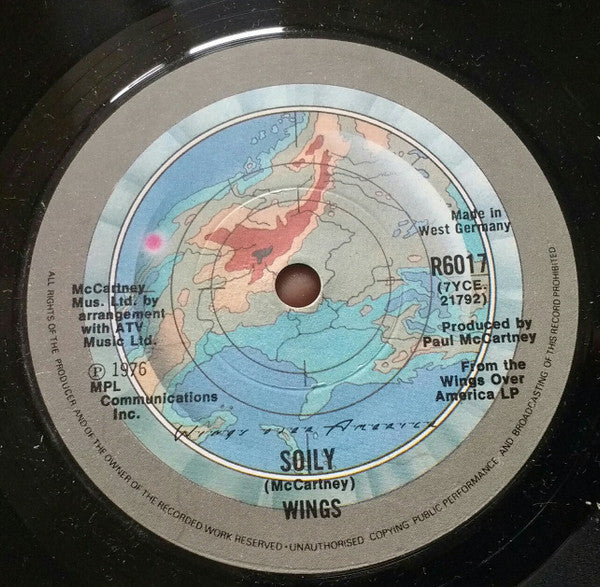 Made in
West Germany
R6017
(7YCE.
21792)
Produced by
Paul McCartney
From the
Wings Over
America LP
McCartney
Mus. Ltd. by
arrangement
with ATV
Music Ltd.
Ⓟ 1976
MPL
Communications
Inc.
Wings over America
SOILY
(McCartney)
WINGS
ALL RIGHTS OF THE PRODUCER AND OF THE OWNER OF THE RECORDED WORK RESERVED · UNAUTHORISED COPYING PUBLIC PERFORMANCE AND BROADCASTING OF THIS RECORD PROHIBITED